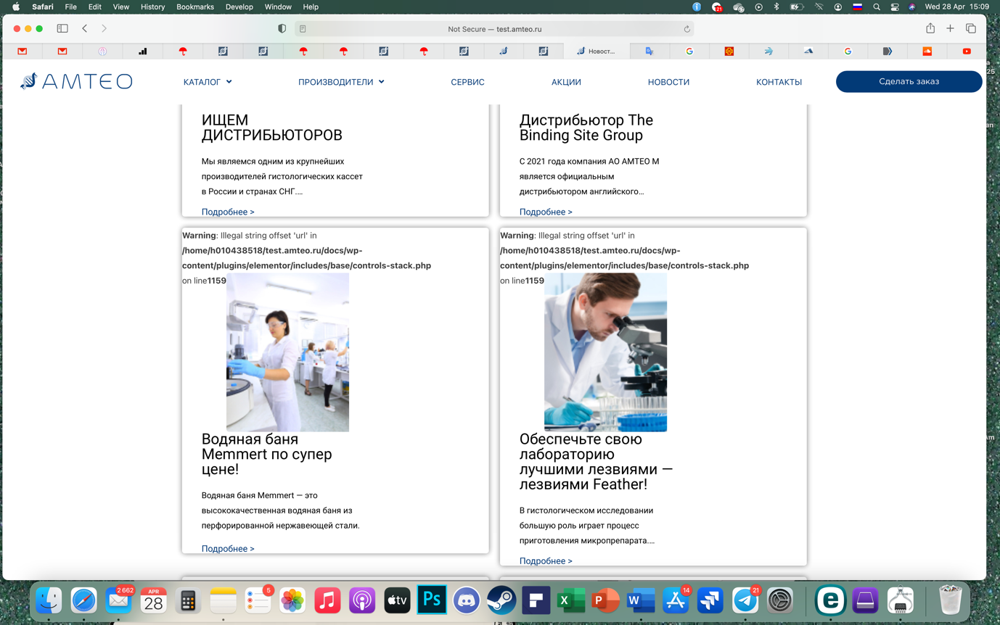 Safari File Edit View History Bookmarks Develop Window Help
21
Wed 28 Apr 15:09
Not Secure — test.amteo.ru
Новост...
АМТЕО
КАТАЛОГ
ПРОИЗВОДИТЕЛИ
СЕРВИС
АКЦИИ
НОВОСТИ
КОНТАКТЫ
Сделать заказ
ИЩЕМ
ДИСТРИБЬЮТОРОВ
Мы являемся одним из крупнейших
производителей гистологических кассет
в России и странах СНГ.…
Подробнее >
Дистрибьютор The
Binding Site Group
С 2021 года компания АО АМТЕО М
является официальным
дистрибьютором английского…
Подробнее >
Warning: Illegal string offset 'url' in
/home/h010438518/test.amteo.ru/docs/wp-
content/plugins/elementor/includes/base/controls-stack.php
on line1159
Водяная баня
Memmert по супер
цене!
Водяная баня Memmert — это
высококачественная водяная баня из
перфорированной нержавеющей стали.
Подробнее >
Warning: Illegal string offset 'url' in
/home/h010438518/test.amteo.ru/docs/wp-
content/plugins/elementor/includes/base/controls-stack.php
on line1159
Обеспечьте свою
лабораторию
лучшими лезвиями —
лезвиями Feather!
В гистологическом исследовании
большую роль играет процесс
приготовления микропрепарата.…
Подробнее >
2 662
APR
28
5
tv
Ps
X
P
W
14
21
e